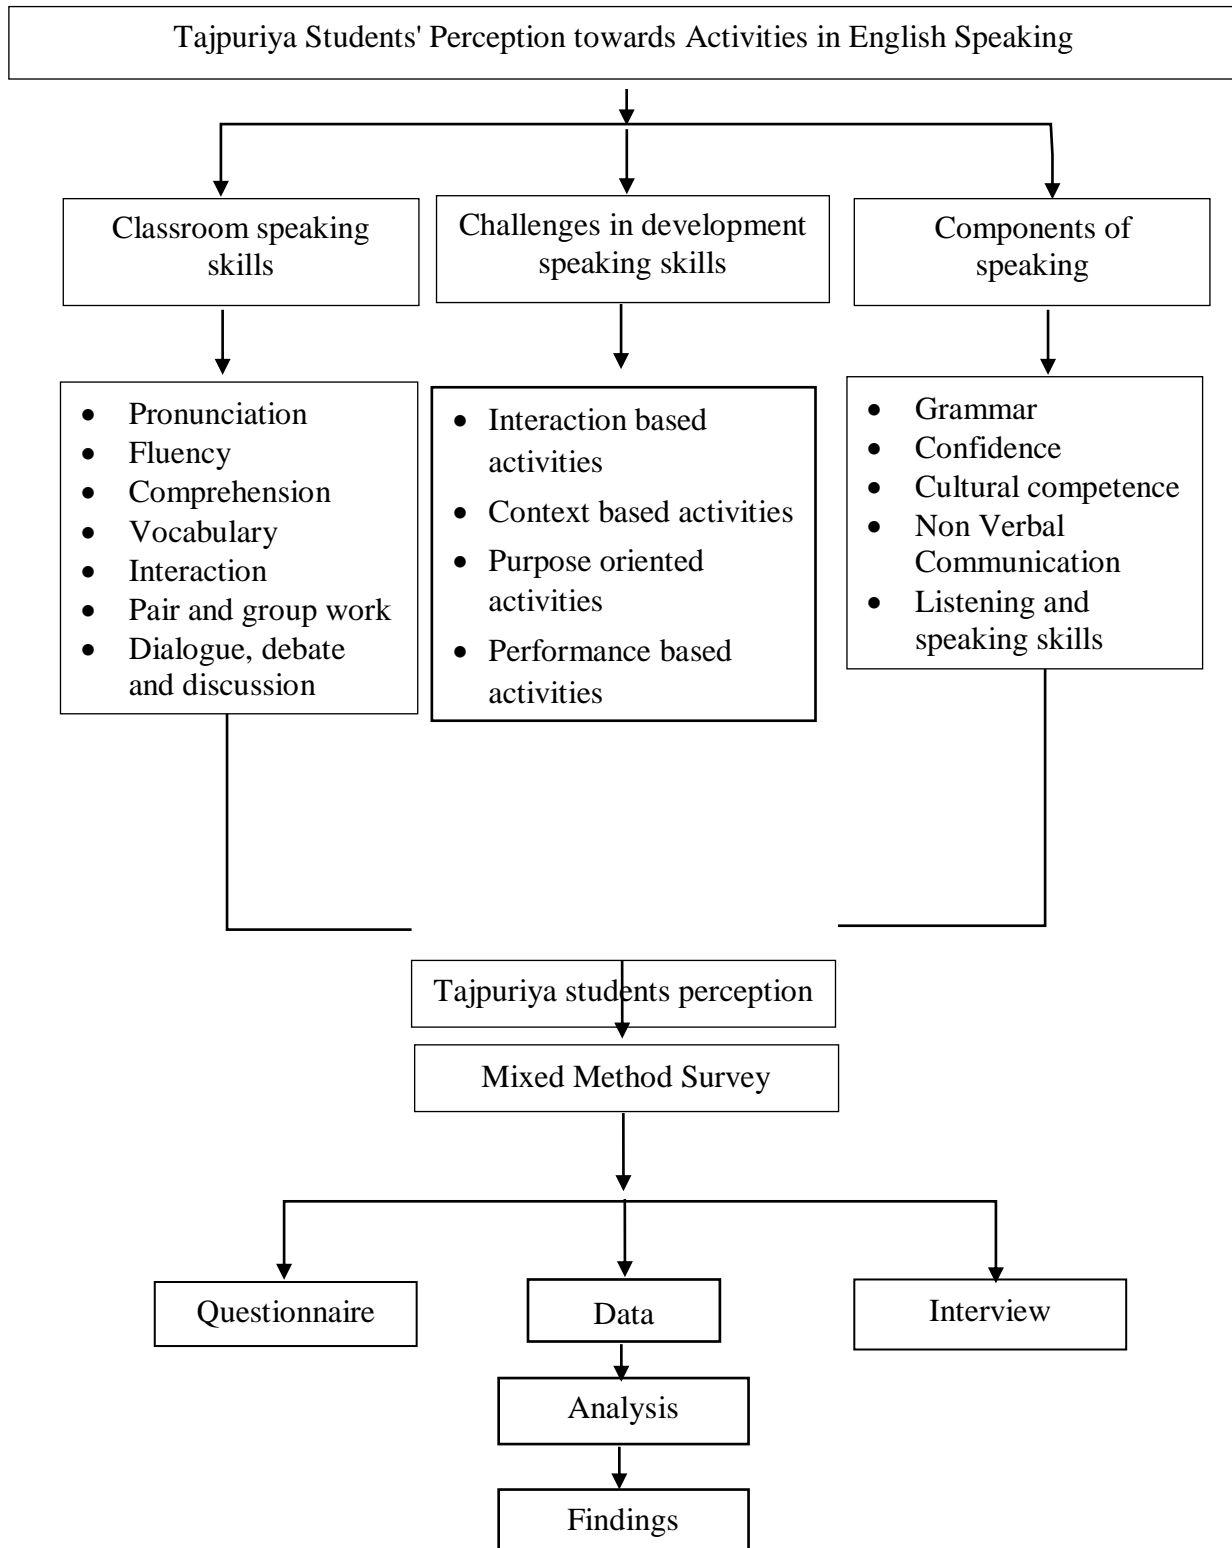 Tajpuriya Students' Perception towards Activities in English Speaking
Classroom speaking
skills
Challenges in development
speaking skills
Components of
speaking
• Pronunciation
• Fluency
• Comprehension
• Vocabulary
• Interaction
• Pair and group work
• Dialogue, debate
and discussion
• Interaction based
activities
• Context based activities
• Purpose oriented
activities
• Performance based
activities
• Grammar
• Confidence
• Cultural competence
• Non Verbal
Communication
• Listening and
speaking skills
Tajpuriya students perception
Mixed Method Survey
Questionnaire
Data
Interview
Analysis
Findings